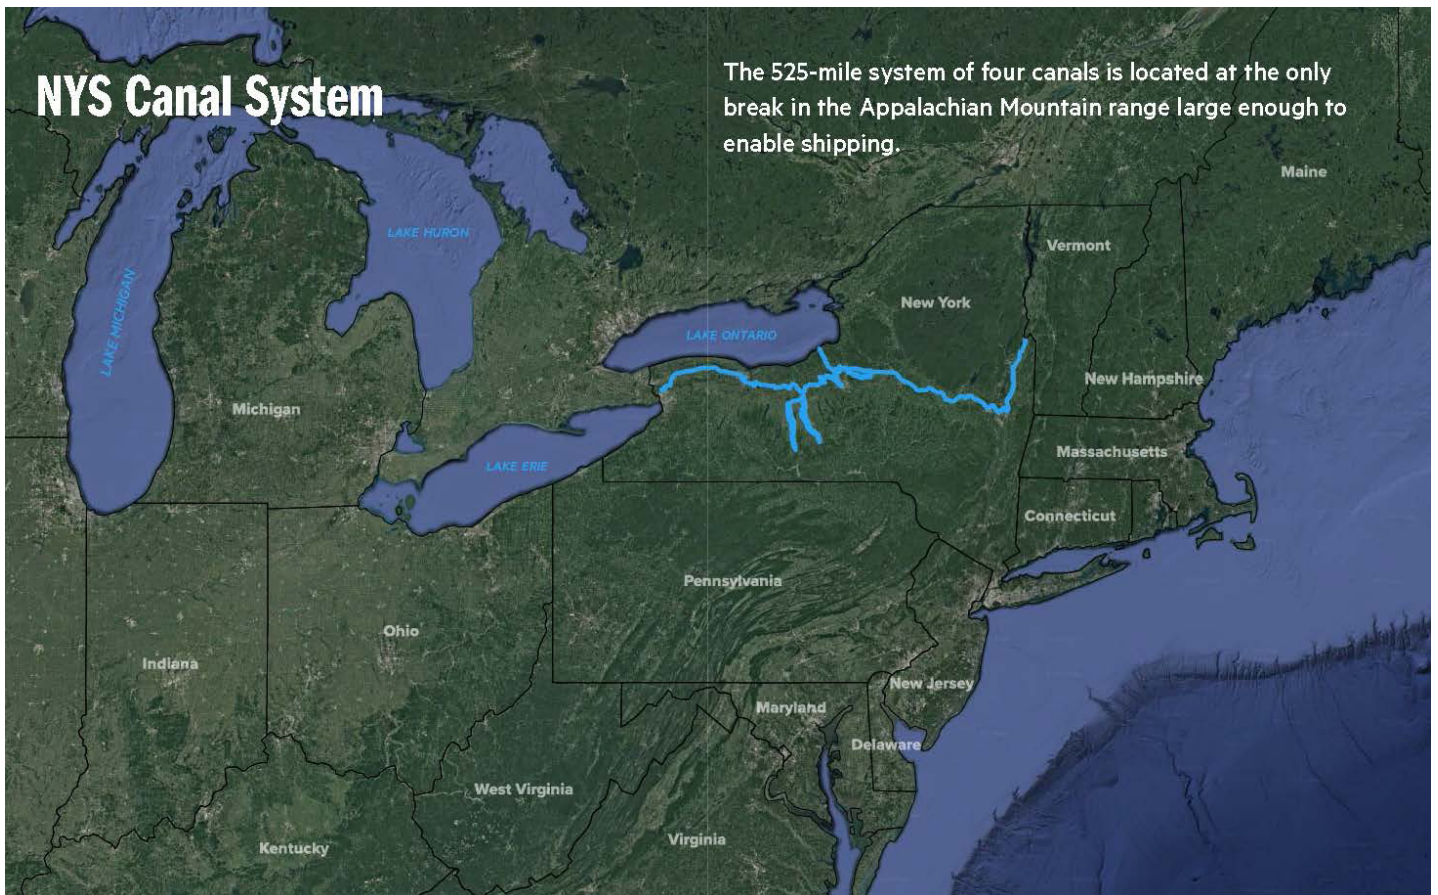 NYS Canal System
The 525-mile system of four canals is located at the only
break in the Appalachian Mountain range large enough to
enable shipping.
Maine
LAKE HURON
Vermont
LAKE MICHIGAN
New York
LAKE ONTARIO
New Hampshire
Michigan
Massachusetts
LAKE ERIE
Connecticut
Pennsylvania
Ohio
Indiana
New Jersey
Maryland
Delaware
West Virginia
Virginia
Kentucky